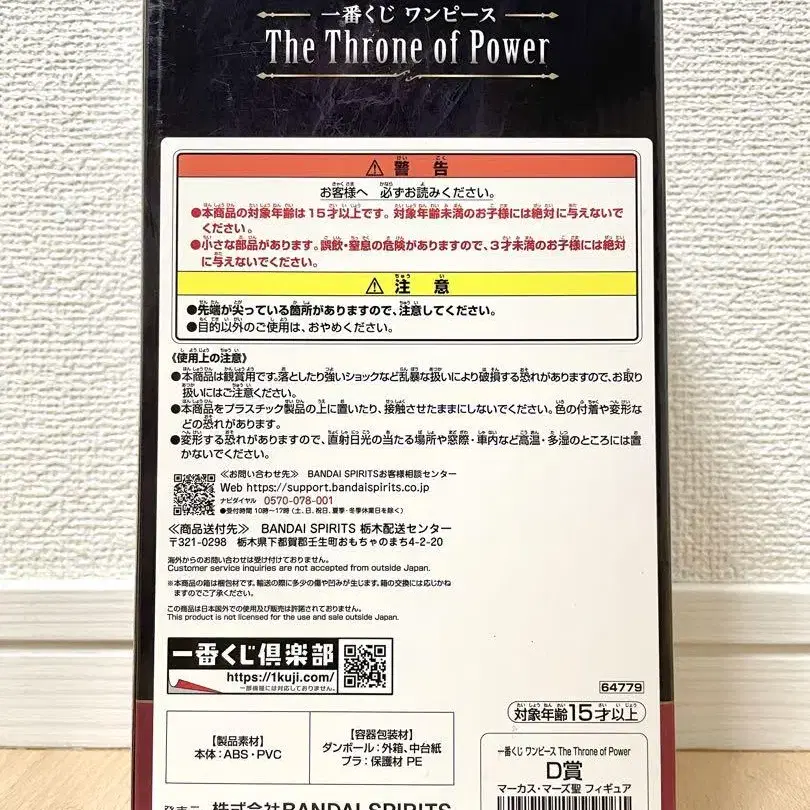 一番くじ ワンピース
The Throne of Power
⚠警告
お客様へ 必ずお読みください。
●本商品の対象年齢は15才以上です。対象年齢未満のお子様には絶対に与えないで
ください。
●小さな部品があります。誤飲・窒息の危険がありますので、3才未満のお子様には絶対
に与えないでください。
⚠注意
●先端が尖っている箇所がありますので、注意してください。
●目的以外のご使用は、おやめください。
《使用上の注意》
●本商品は観賞用です。落としたり強いショックなど乱暴な扱いにより破損する恐れがありますので、お取り
扱いにはご注意ください。
●本商品をプラスチック製品の上に置いたり、接触させたままにしないでください。色の付着や変形な
どの恐れがあります。
●変形する恐れがありますので、直射日光の当たる場所や窓際・車内など高温・多湿のところには置
かないでください。
≪お問い合わせ先≫ BANDAI SPIRITSお客様相談センター
Web https://support.bandaispirits.co.jp
ナビダイヤル 0570-078-001
●受付時間 10時～17時(土、日、祝日、夏季・冬季休業日を除く)
≪商品送付先≫ BANDAI SPIRITS 栃木配送センター
〒321-0298 栃木県下都賀郡壬生町おもちゃのまち4-2-20
海外からのお問い合わせは受け付けておりません。
Customer service inquiries are not accepted from outside Japan.
※本商品の箱は梱包材です。輸送の際に多少の傷や凹みが生じます。箱の交換には応じかね
ますのでご了承ください。
この商品は日本国外での使用及び販売は許諾されておりません。
This product is not licensed for the use and sale outside Japan.
一番くじ倶楽部
https://1kuji.com/
一部機種には対応しておりません。
64779
対象年齢15才以上
【製品素材】
本体：ABS・PVC
【容器包装材】
ダンボール：外箱、中台紙
プラ：保護材 PE
一番くじ ワンピース The Throne of Power
D賞
マーカス・マーズ聖 フィギュア
発売元 株式会社BANDAI SPIRITS